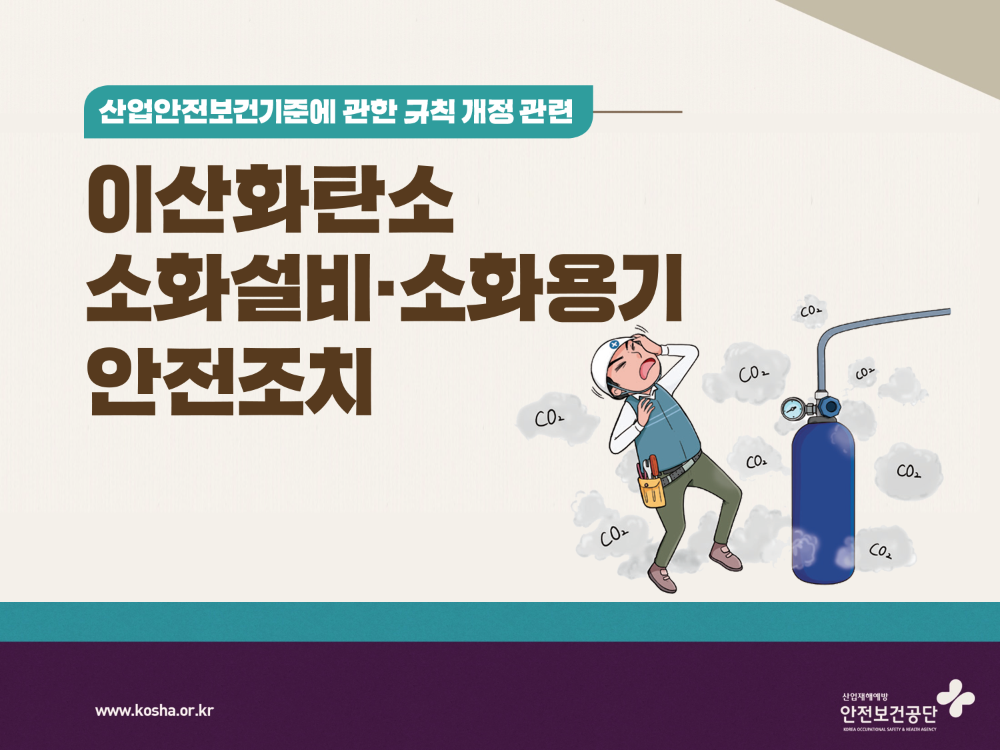 산업안전보건기준에 관한 규칙 개정 관련
이산화탄소
소화설비·소화용기
안전조치
CO₂
CO₂
CO₂
CO₂
CO₂
CO₂
CO₂
CO₂
www.kosha.or.kr
산업재해예방
안전보건공단
KOREA OCCUPATIONAL SAFETY & HEALTH AGENCY